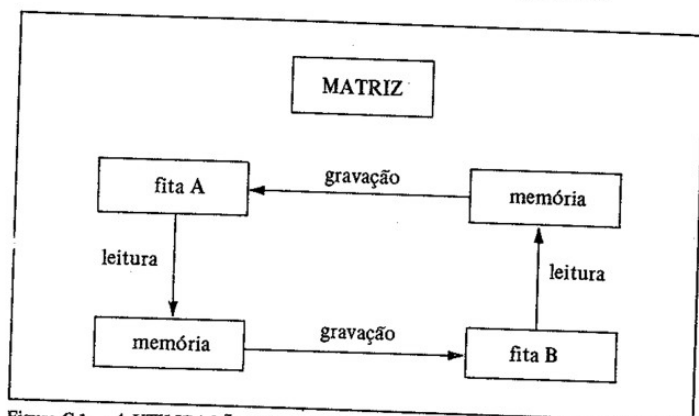 MATRIZ
fita A
gravação
memória
leitura
leitura
memória
gravação
fita B